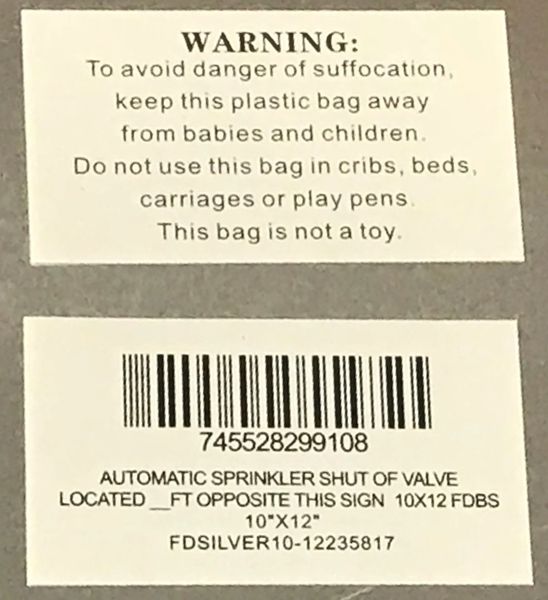 WARNING:
To avoid danger of suffocation,
keep this plastic bag away
from babies and children.
Do not use this bag in cribs, beds,
carriages or play pens.
This bag is not a toy.
745528299108
AUTOMATIC SPRINKLER SHUT OF VALVE
LOCATED __FT OPPOSITE THIS SIGN 10X12 FDBS
10"X12"
FDSILVER10-12235817